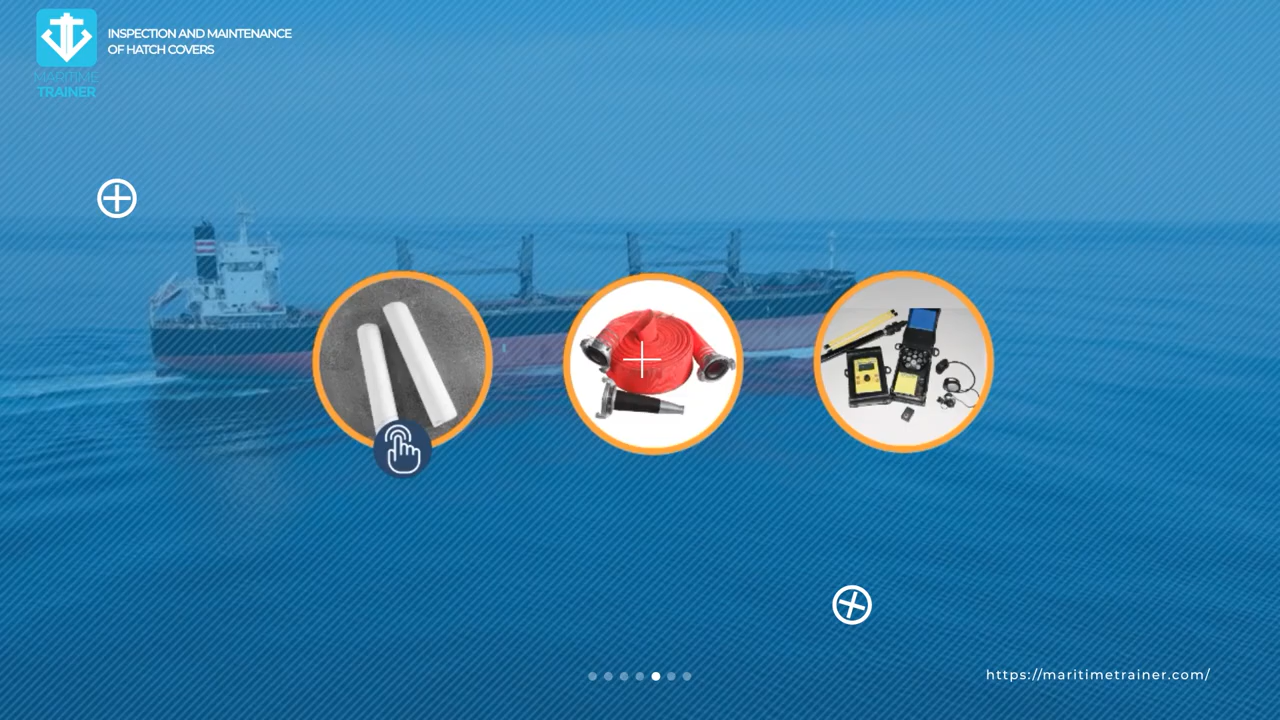 INSPECTION AND MAINTENANCE
OF HATCH COVERS
MARITIME
TRAINER
https://maritimetrainer.com/